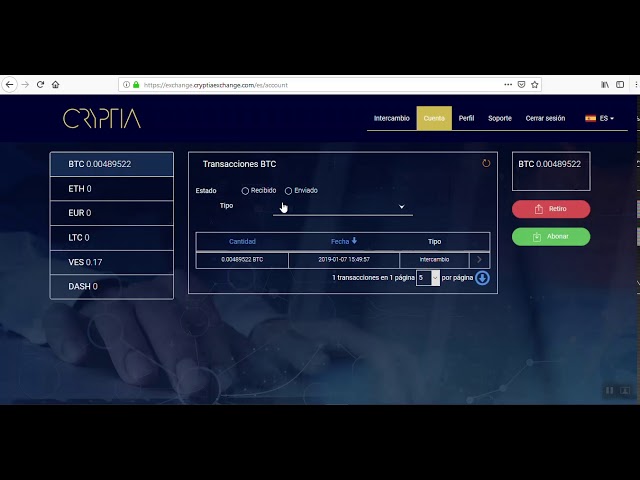 https://exchange.cryptiaexchange.com/es/account
CRYPTIA
Intercambio Cuenta Perfil Soporte Cerrar sesión ES
BTC 0.00489522
ETH 0
EUR 0
LTC 0
VES 0.17
DASH 0
Transacciones BTC
Estado Recibido Enviado
Tipo
Cantidad Fecha Tipo
0.00489522 BTC 2019-01-07 15:49:57 Intercambio
1 transacciones en 1 página 5 por página
BTC 0.00489522
Retiro
Abonar